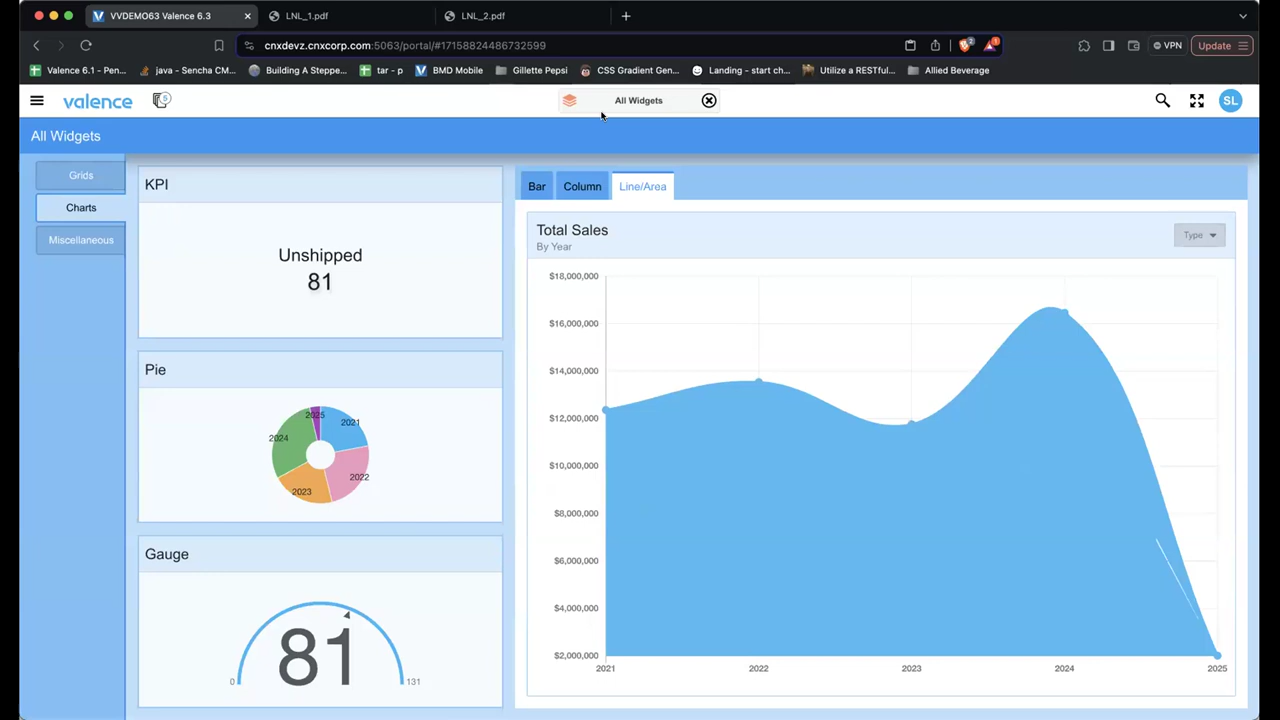 VVDEMO63 Valence 6.3
LNL_1.pdf
LNL_2.pdf
cnxdevz.cnxcorp.com:5063/portal/#17158824486732599
2
1
VPN
Update
Valence 6.1 - Pen...
java - Sencha CM...
Building A Steppe...
tar - p
BMD Mobile
Gillette Pepsi
CSS Gradient Gen...
Landing - start ch...
Utilize a RESTful...
Allied Beverage
valence
5
All Widgets
SL
All Widgets
Grids
Charts
Miscellaneous
KPI
Unshipped
81
Pie
2025
2021
2024
2022
2023
Gauge
81
0
131
Bar
Column
Line/Area
Total Sales
By Year
Type
$18,000,000
$16,000,000
$14,000,000
$12,000,000
$10,000,000
$8,000,000
$6,000,000
$4,000,000
$2,000,000
2021
2022
2023
2024
2025